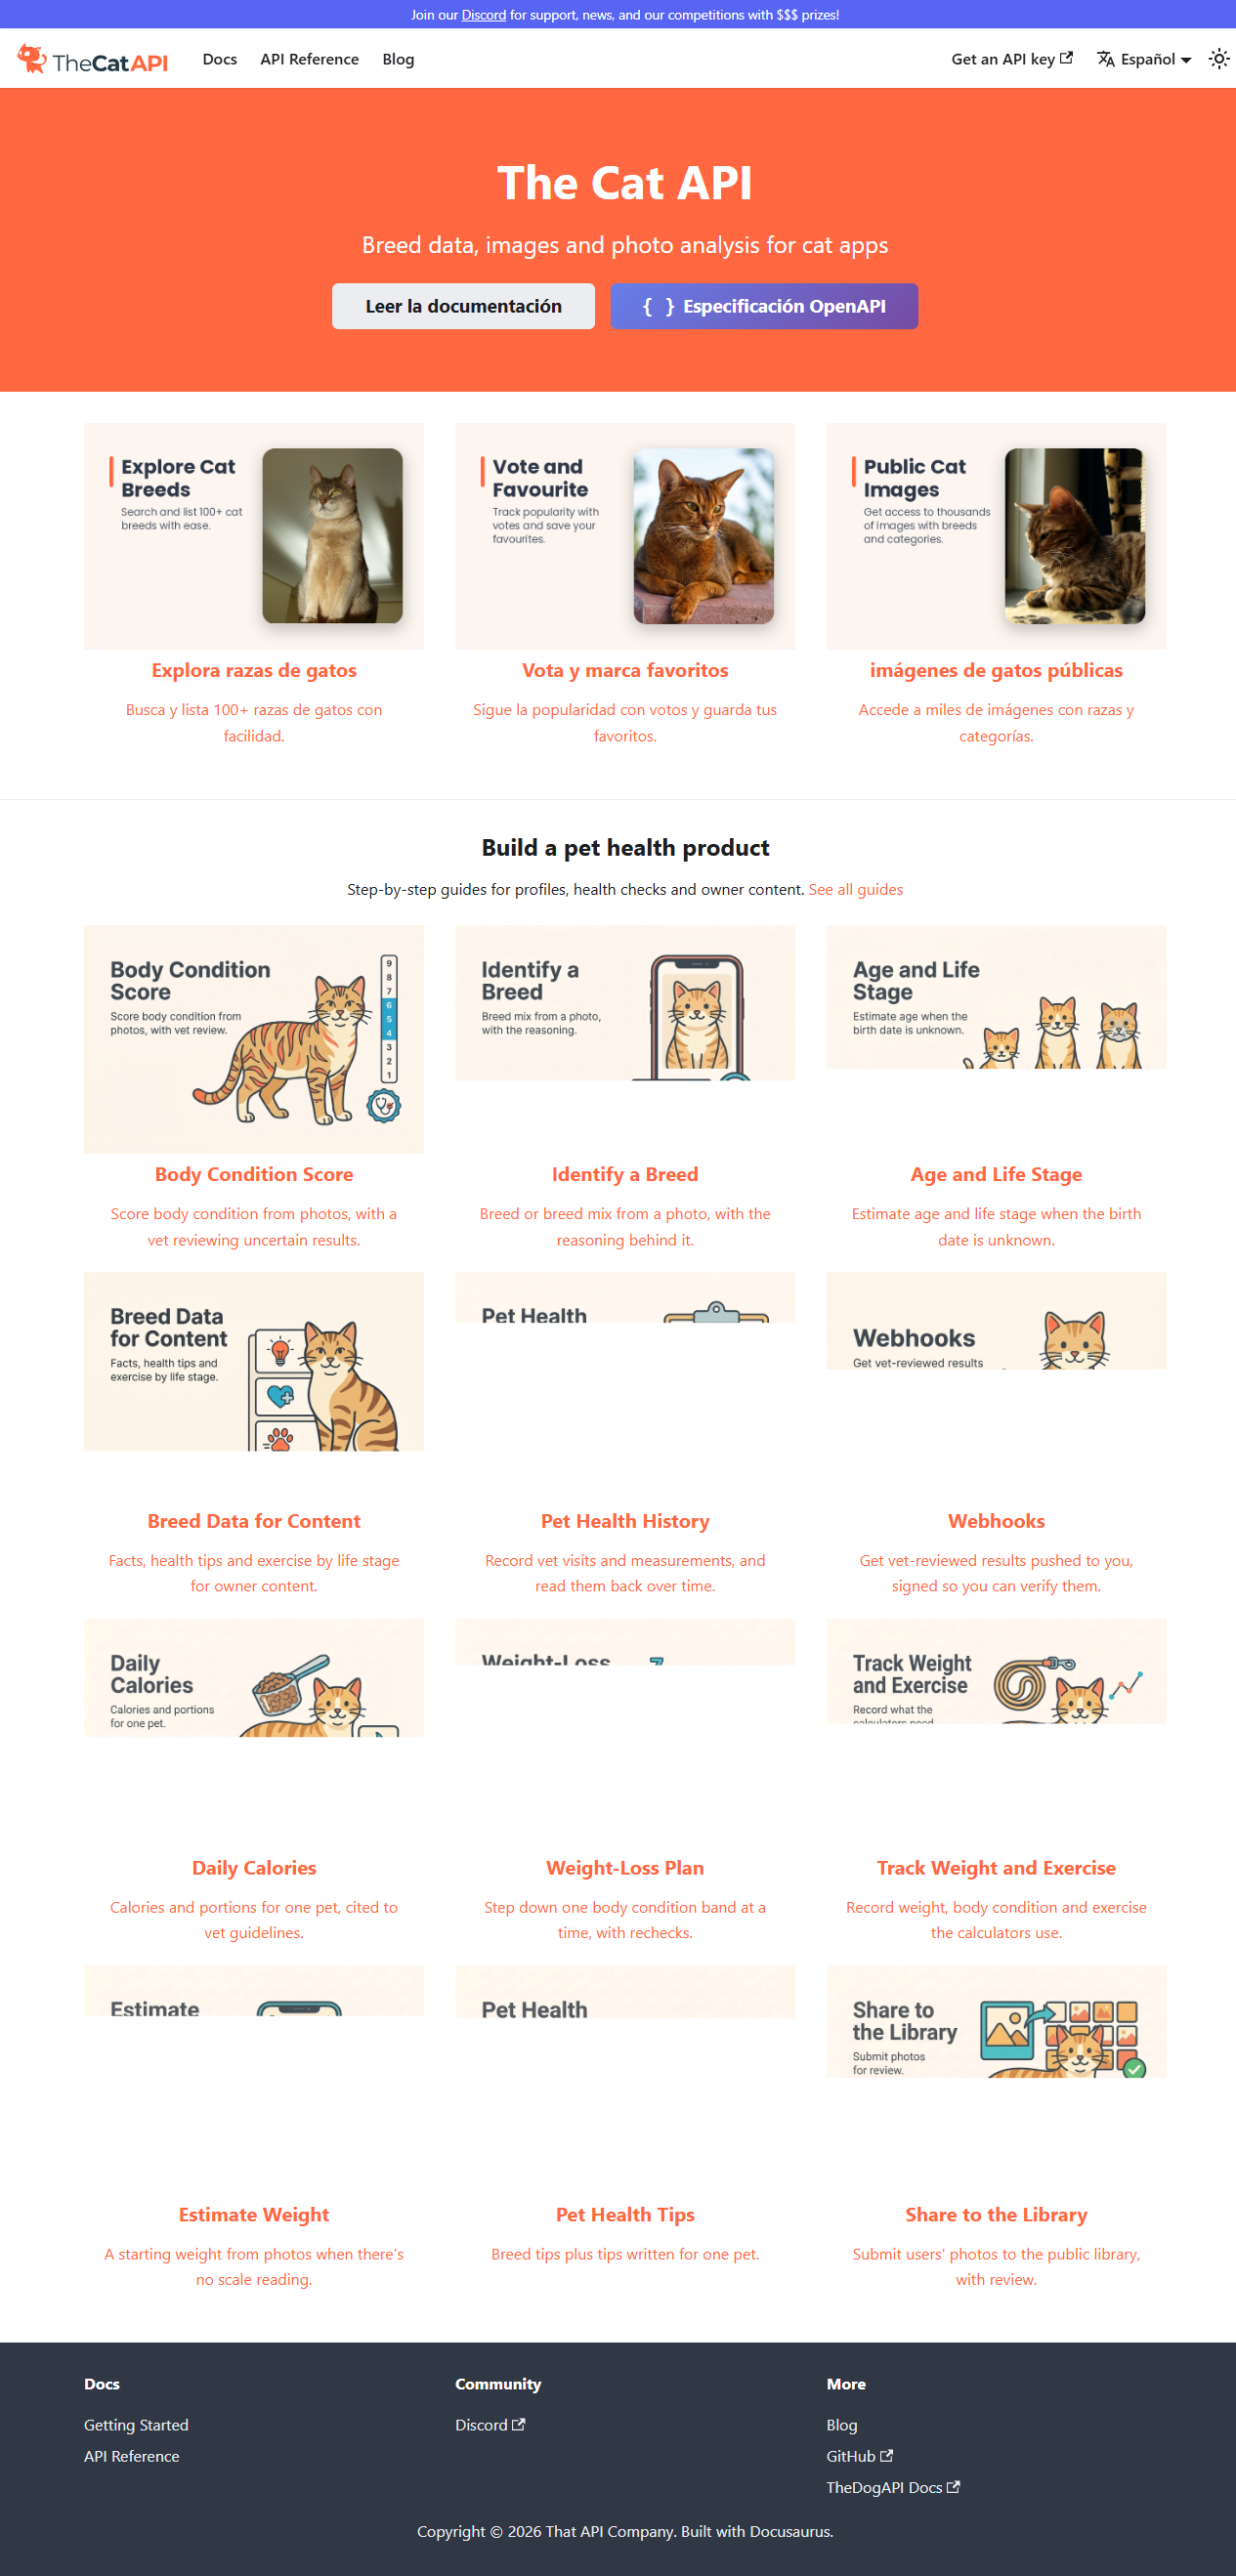 Join our Discord for support, news, and our competitions with $$$ prizes!
TheCatAPI
Docs
API Reference
Blog
Get an API key
Español
The Cat API
Breed data, images and photo analysis for cat apps
Leer la documentación
{ } Especificación OpenAPI
Explore Cat
Breeds
Search and list 100+ cat
breeds with ease.
Vote and
Favourite
Track popularity with
votes and save your
favourites.
Public Cat
Images
Get access to thousands
of images with breeds
and categories.
Explora razas de gatos
Busca y lista 100+ razas de gatos con
facilidad.
Vota y marca favoritos
Sigue la popularidad con votos y guarda tus
favoritos.
imágenes de gatos públicas
Accede a miles de imágenes con razas y
categorías.
Build a pet health product
Step-by-step guides for profiles, health checks and owner content. See all guides
Body Condition
Score
Score body condition from
photos, with vet review.
9
8
7
6
5
4
3
2
1
Identify a
Breed
Breed mix from a photo,
with the reasoning.
Age and Life
Stage
Estimate age when the
birth date is unknown.
Body Condition Score
Score body condition from photos, with a
vet reviewing uncertain results.
Identify a Breed
Breed or breed mix from a photo, with the
reasoning behind it.
Age and Life Stage
Estimate age and life stage when the birth
date is unknown.
Breed Data
for Content
Facts, health tips and
exercise by life stage.
Pet Health
Webhooks
Get vet-reviewed results
Breed Data for Content
Facts, health tips and exercise by life stage
for owner content.
Pet Health History
Record vet visits and measurements, and
read them back over time.
Webhooks
Get vet-reviewed results pushed to you,
signed so you can verify them.
Daily
Calories
Calories and portions
for one pet.
Weight-Loss
Track Weight
and Exercise
Record what the
calculators need
Daily Calories
Calories and portions for one pet, cited to
vet guidelines.
Weight-Loss Plan
Step down one body condition band at a
time, with rechecks.
Track Weight and Exercise
Record weight, body condition and exercise
the calculators use.
Estimate
Pet Health
Share to
the Library
Submit photos
for review.
Estimate Weight
A starting weight from photos when there's
no scale reading.
Pet Health Tips
Breed tips plus tips written for one pet.
Share to the Library
Submit users' photos to the public library,
with review.
Docs
Getting Started
API Reference
Community
Discord
More
Blog
GitHub
TheDogAPI Docs
Copyright © 2026 That API Company. Built with Docusaurus.